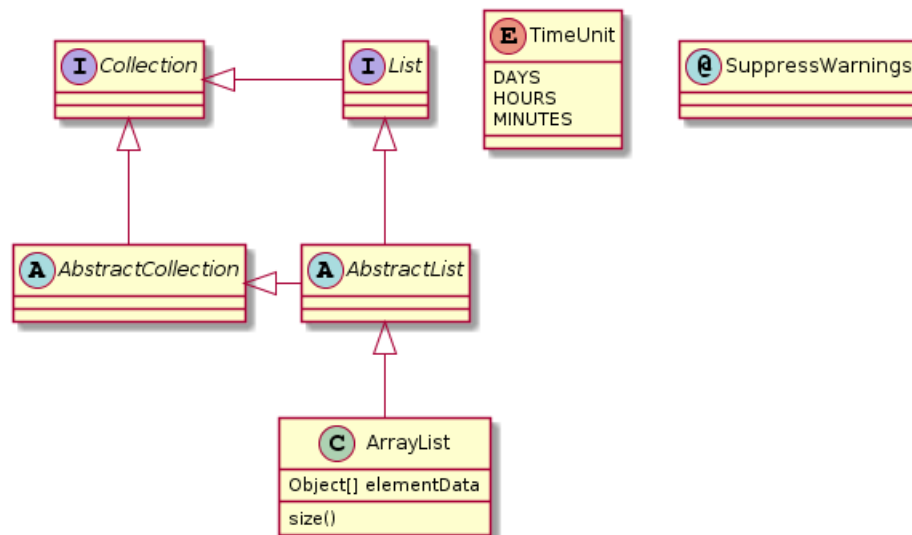 I Collection
I List
E TimeUnit
DAYS
HOURS
MINUTES
@ SuppressWarnings
A AbstractCollection
A AbstractList
C ArrayList
Object[] elementData
size()